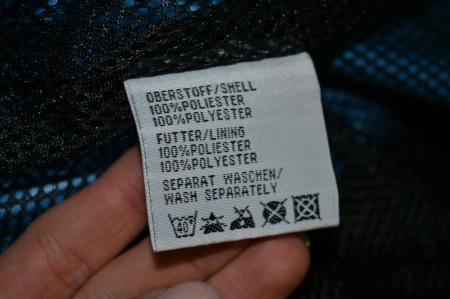 OBERSTOFF/SHELL
100%POLIESTER
100%POLYESTER
FUTTER/LINING
100%POLIESTER
100%POLYESTER
SEPARAT WASCHEN/
WASH SEPARATELY
40°